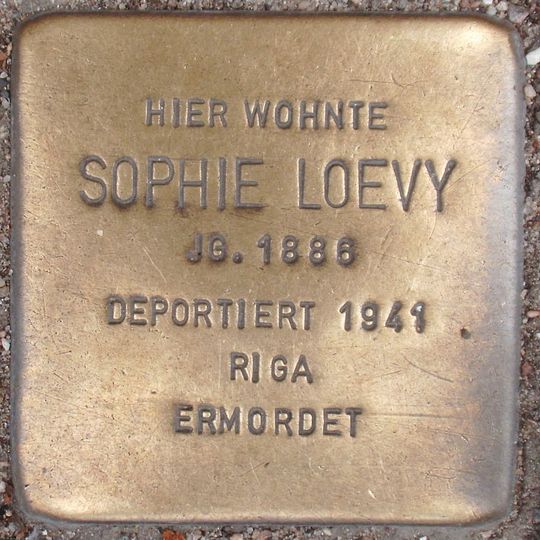 HIER WOHNTE
SOPHIE LOEVY
JG. 1886
DEPORTIERT 1941
RIGA
ERMORDET